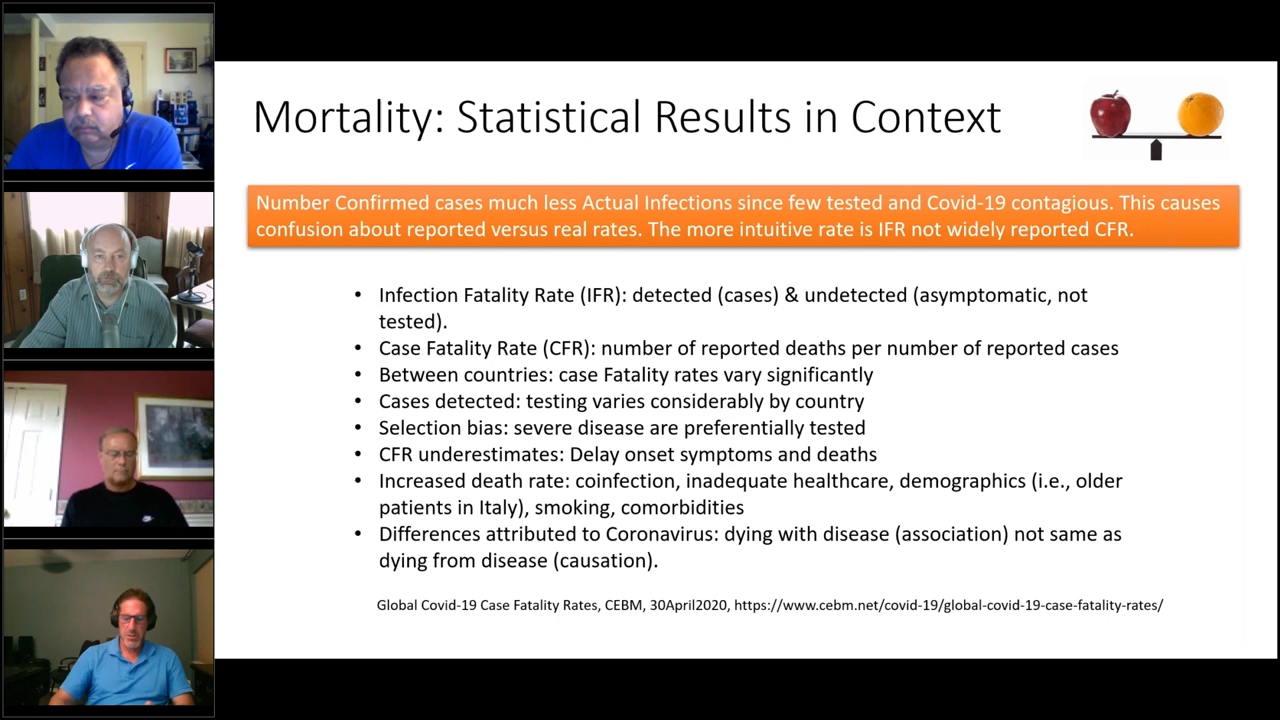 Mortality: Statistical Results in Context
Number Confirmed cases much less Actual Infections since few tested and Covid-19 contagious. This causes
confusion about reported versus real rates. The more intuitive rate is IFR not widely reported CFR.
• Infection Fatality Rate (IFR): detected (cases) & undetected (asymptomatic, not
tested).
• Case Fatality Rate (CFR): number of reported deaths per number of reported cases
• Between countries: case Fatality rates vary significantly
• Cases detected: testing varies considerably by country
• Selection bias: severe disease are preferentially tested
• CFR underestimates: Delay onset symptoms and deaths
• Increased death rate: coinfection, inadequate healthcare, demographics (i.e., older
patients in Italy), smoking, comorbidities
• Differences attributed to Coronavirus: dying with disease (association) not same as
dying from disease (causation).
Global Covid-19 Case Fatality Rates, CEBM, 30April2020, https://www.cebm.net/covid-19/global-covid-19-case-fatality-rates/